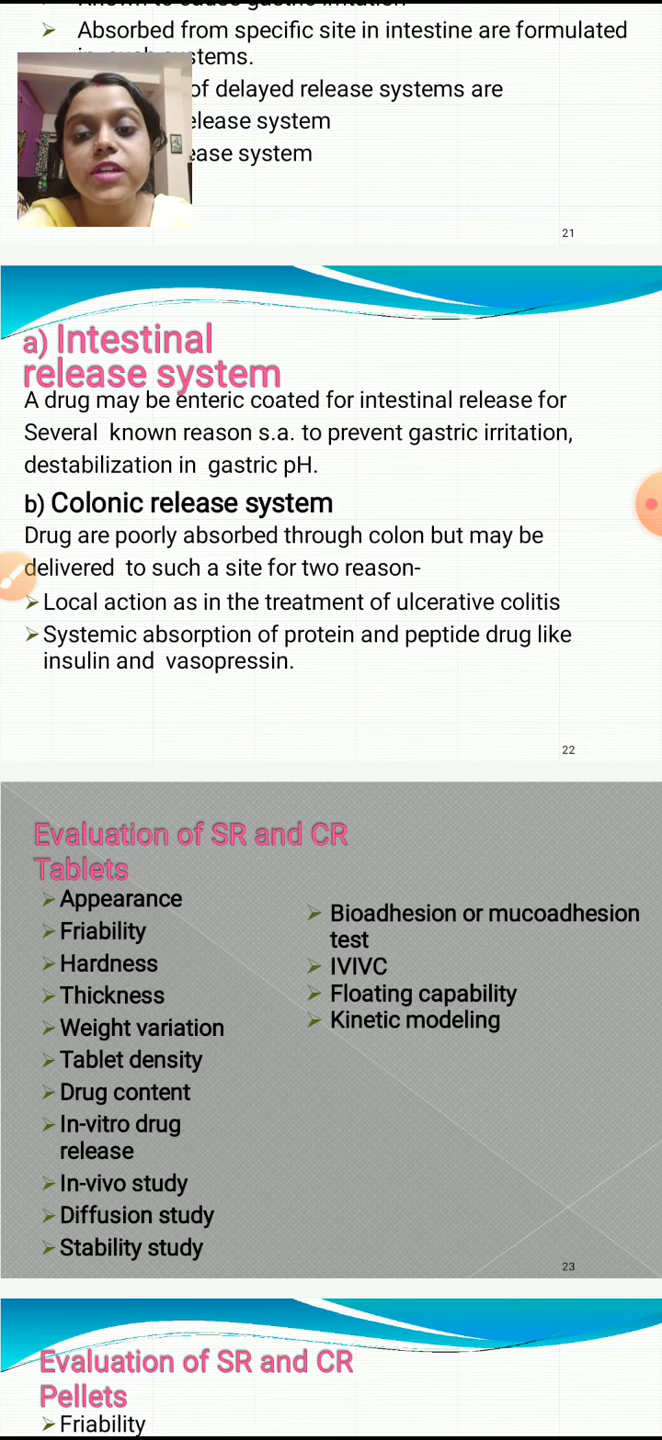 Absorbed from specific site in intestine are formulated
systems.
of delayed release systems are
release system
release system
21
a) Intestinal
release system
A drug may be enteric coated for intestinal release for
Several known reason s.a. to prevent gastric irritation,
destabilization in gastric pH.
b) Colonic release system
Drug are poorly absorbed through colon but may be
delivered to such a site for two reason-
Local action as in the treatment of ulcerative colitis
Systemic absorption of protein and peptide drug like
insulin and vasopressin.
22
Evaluation of SR and CR
Tablets
Appearance
Friability
Hardness
Thickness
Weight variation
Tablet density
Drug content
In-vitro drug
release
In-vivo study
Diffusion study
Stability study
Bioadhesion or mucoadhesion
test
IVIVC
Floating capability
Kinetic modeling
23
Evaluation of SR and CR
Pellets
Friability